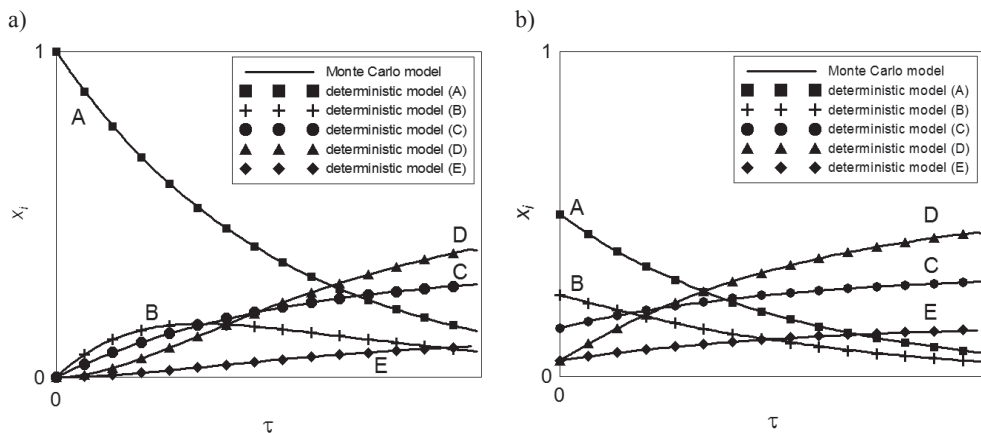 a)
1
A
Monte Carlo model
deterministic model (A)
deterministic model (B)
deterministic model (C)
deterministic model (D)
deterministic model (E)
x_i
D
C
B
E
0
0
τ
b)
1
Monte Carlo model
deterministic model (A)
deterministic model (B)
deterministic model (C)
deterministic model (D)
deterministic model (E)
A
D
x_i
B
C
E
0
0
τ